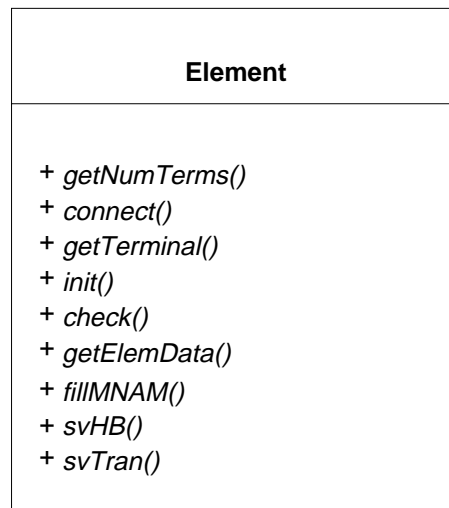 Element
+ getNumTerms()
+ connect()
+ getTerminal()
+ init()
+ check()
+ getElemData()
+ fillMNAM()
+ svHB()
+ svTran()